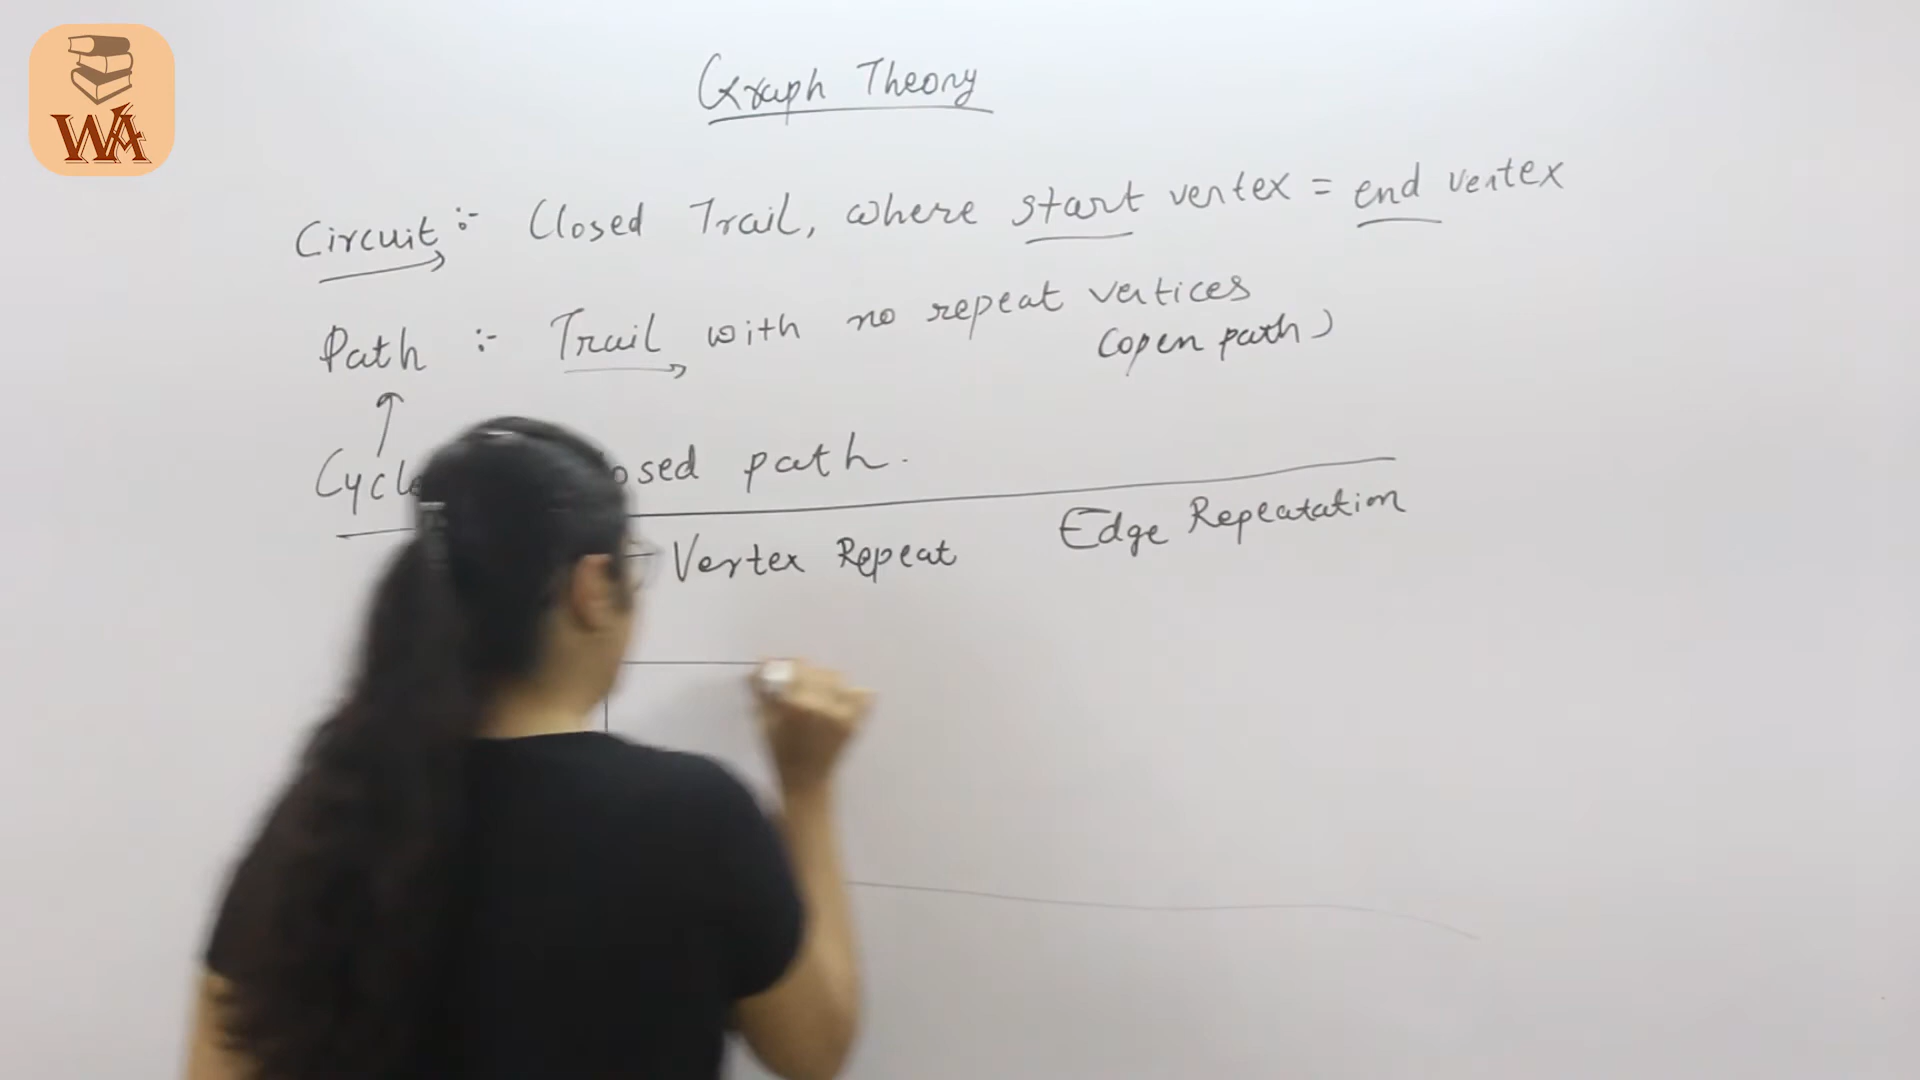 WA
Graph Theory
Circuit :- Closed Trail, where start vertex = end vertex
Path :- Trail with no repeat vertices
(open path)
Cycle osed path.
Vertex Repeat Edge Repeatation